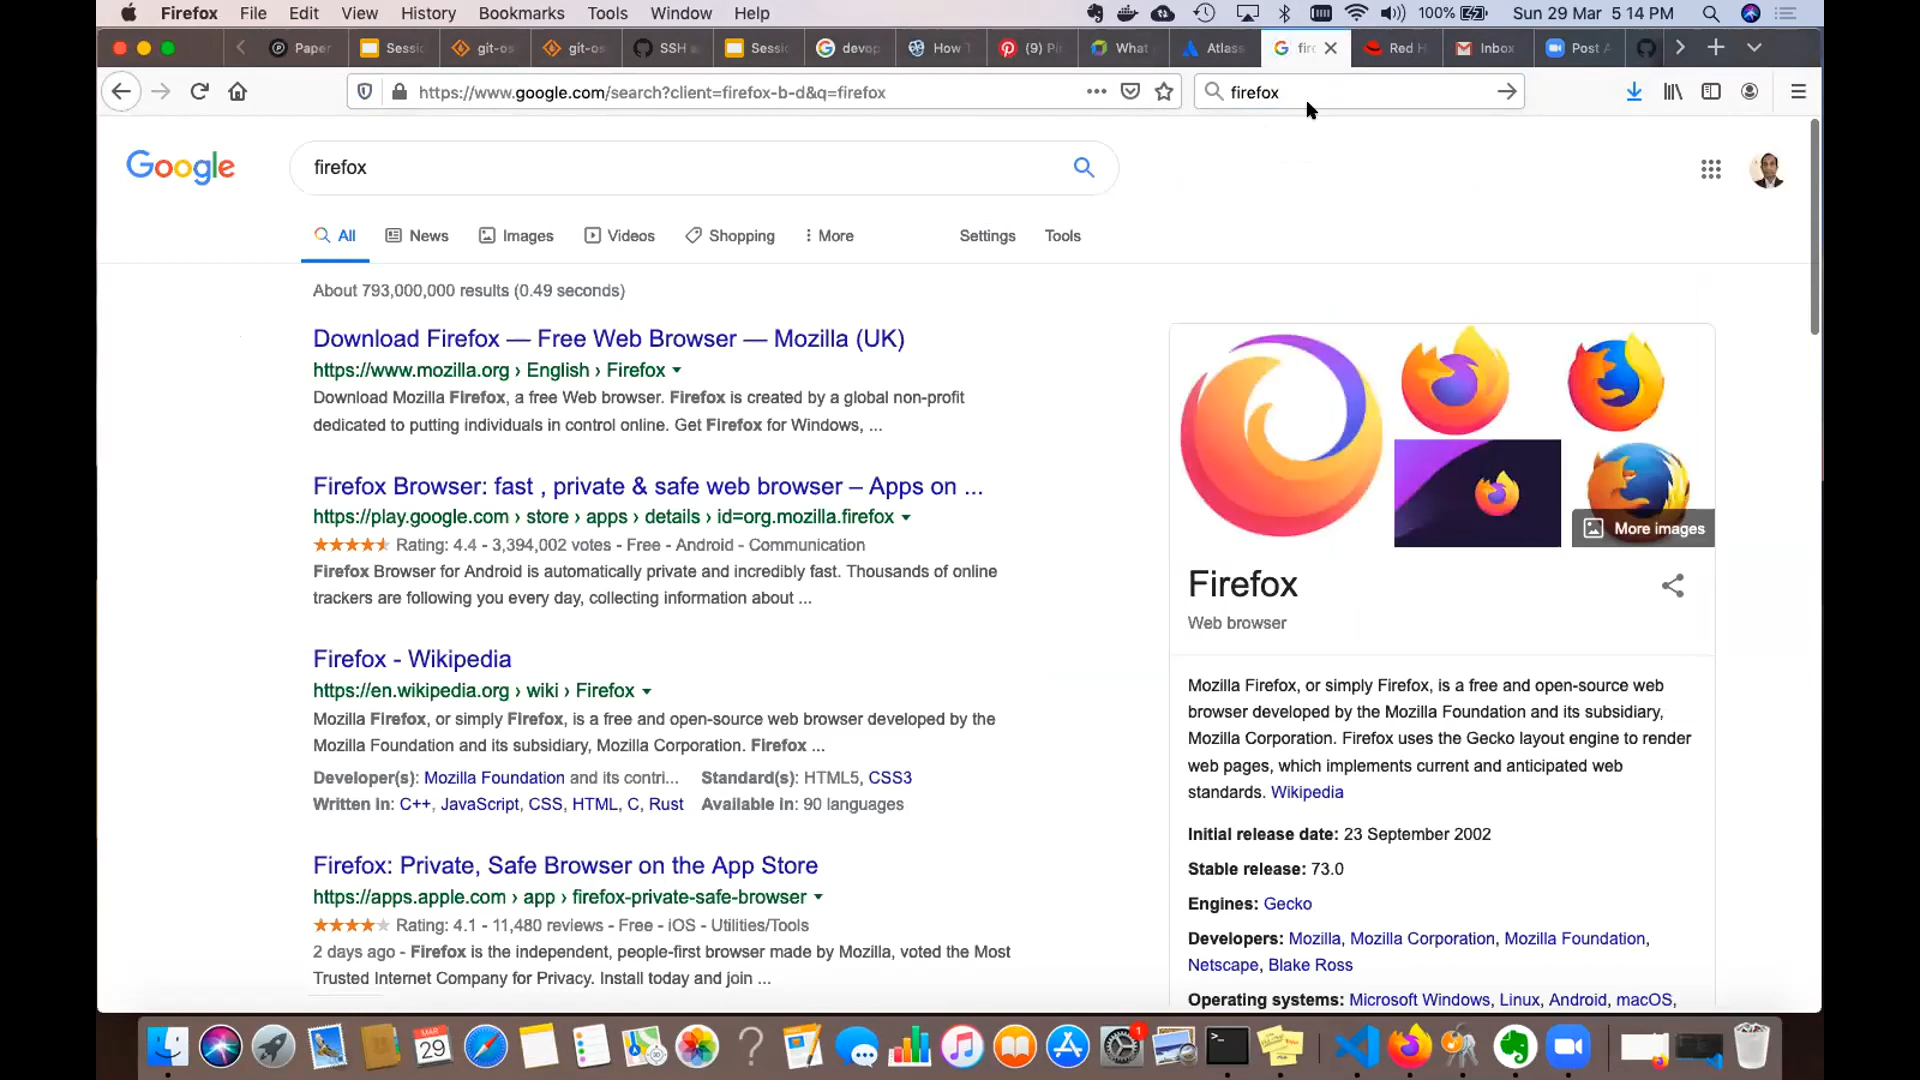 Firefox File Edit View History Bookmarks Tools Window Help 100% Sun 29 Mar 5:14 PM
Paper Sessi git-os git-os SSH Sessi devop How (9) Pi What Atlass fire Red H Inbox Post A
https://www.google.com/search?client=firefox-b-d&q=firefox firefox
Google firefox
All News Images Videos Shopping More Settings Tools
About 793,000,000 results (0.49 seconds)
Download Firefox — Free Web Browser — Mozilla (UK)
https://www.mozilla.org › English › Firefox
Download Mozilla Firefox, a free Web browser. Firefox is created by a global non-profit
dedicated to putting individuals in control online. Get Firefox for Windows, ...
Firefox Browser: fast , private & safe web browser – Apps on ...
https://play.google.com › store › apps › details › id=org.mozilla.firefox
Rating: 4.4 - 3,394,002 votes - Free - Android - Communication
Firefox Browser for Android is automatically private and incredibly fast. Thousands of online
trackers are following you every day, collecting information about ...
Firefox - Wikipedia
https://en.wikipedia.org › wiki › Firefox
Mozilla Firefox, or simply Firefox, is a free and open-source web browser developed by the
Mozilla Foundation and its subsidiary, Mozilla Corporation. Firefox ...
Developer(s): Mozilla Foundation and its contri... Standard(s): HTML5, CSS3
Written in: C++, JavaScript, CSS, HTML, C, Rust Available in: 90 languages
Firefox: Private, Safe Browser on the App Store
https://apps.apple.com › app › firefox-private-safe-browser
Rating: 4.1 - 11,480 reviews - Free - iOS - Utilities/Tools
2 days ago - Firefox is the independent, people-first browser made by Mozilla, voted the Most
Trusted Internet Company for Privacy. Install today and join ...
More images
Firefox
Web browser
Mozilla Firefox, or simply Firefox, is a free and open-source web
browser developed by the Mozilla Foundation and its subsidiary,
Mozilla Corporation. Firefox uses the Gecko layout engine to render
web pages, which implements current and anticipated web
standards. Wikipedia
Initial release date: 23 September 2002
Stable release: 73.0
Engines: Gecko
Developers: Mozilla, Mozilla Corporation, Mozilla Foundation,
Netscape, Blake Ross
Operating systems: Microsoft Windows, Linux, Android, macOS,
MAR
29
1